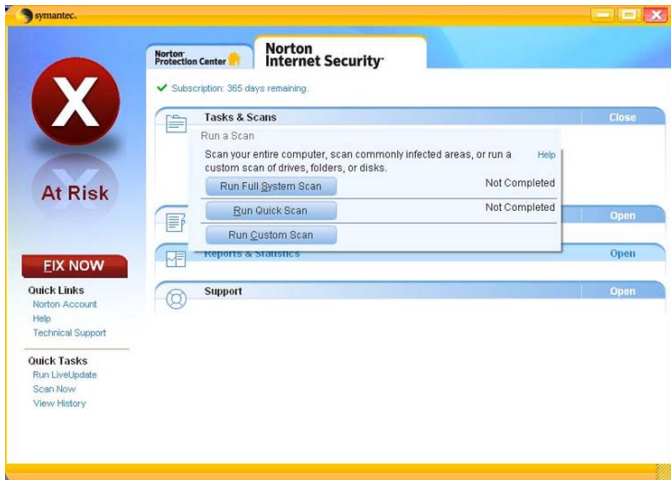 symantec.
Norton
Protection Center
Norton
Internet Security
Subscription: 365 days remaining.
X
At Risk
FIX NOW
Quick Links
Norton Account
Help
Technical Support
Quick Tasks
Run LiveUpdate
Scan Now
View History
Tasks & Scans Close
Run a Scan
Scan your entire computer, scan commonly infected areas, or run a Help
custom scan of drives, folders, or disks.
Run Full System Scan Not Completed
Run Quick Scan Not Completed
Run Custom Scan
Open
Reports & Statistics Open
Support Open